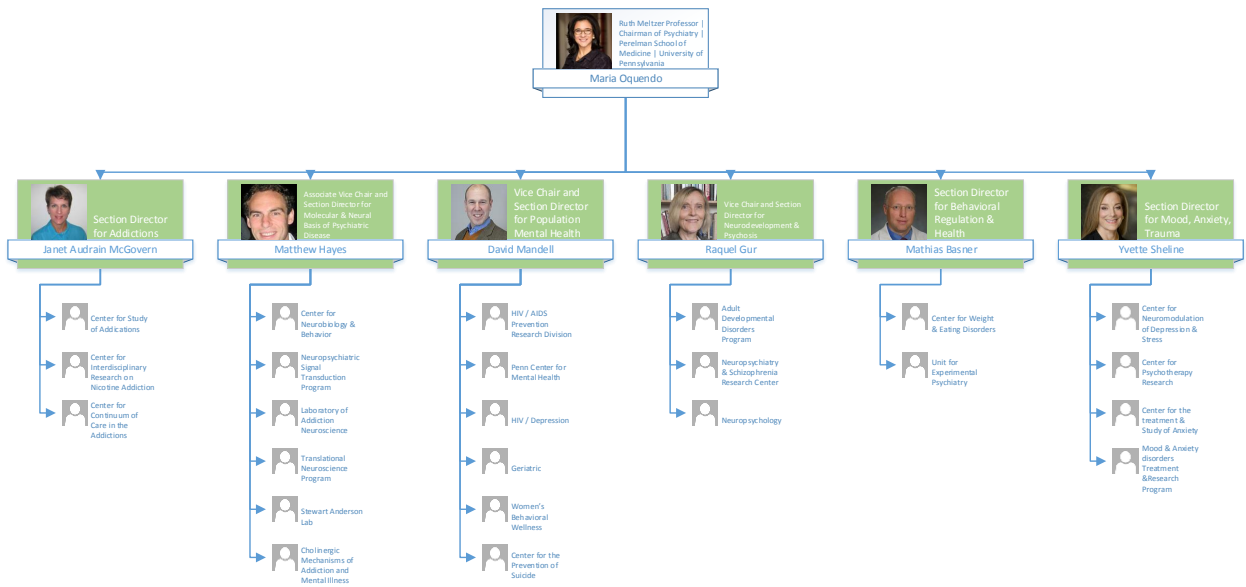 Ruth Meltzer Professor |
Chairman of Psychiatry |
Perelman School of
Medicine | University of
Pennsylvania
Maria Oquendo
Section Director
for Addictions
Janet Audrain McGovern
Associate Vice Chair and
Section Director for
Molecular & Neural
Basis of Psychiatric
Disease
Matthew Hayes
Vice Chair and
Section Director
for Population
Mental Health
David Mandell
Vice Chair and Section
Director for
Neurodevelopment &
Psychosis
Raquel Gur
Section Director
for Behavioral
Regulation &
Health
Mathias Basner
Section Director
for Mood, Anxiety,
Trauma
Yvette Sheline
Center for Study
of Addications
Center for
Interdisciplinary
Research on
Nicotine Addiction
Center for
Continuum of
Care in the
Addictions
Center for
Neurobiology &
Behavior
Neuropsychiatric
Signal
Transduction
Program
Laboratory of
Addiction
Neuroscience
Translational
Neuroscience
Program
Stewart Anderson
Lab
Cholinergic
Mechanisms of
Addiction and
Mental Illness
HIV / AIDS
Prevention
Research Division
Penn Center for
Mental Health
HIV / Depression
Geriatric
Women's
Behavioral
Wellness
Center for the
Prevention of
Suicide
Adult
Developmental
Disorders
Program
Neuropsychiatry
& Schizophrenia
Research Center
Neuropsychology
Center for Weight
& Eating Disorders
Unit for
Experimental
Psychiatry
Center for
Neuromodulation
of Depression &
Stress
Center for
Psychotherapy
Research
Center for the
treatment &
Study of Anxiety
Mood & Anxiety
disorders
Treatment
&Research
Program